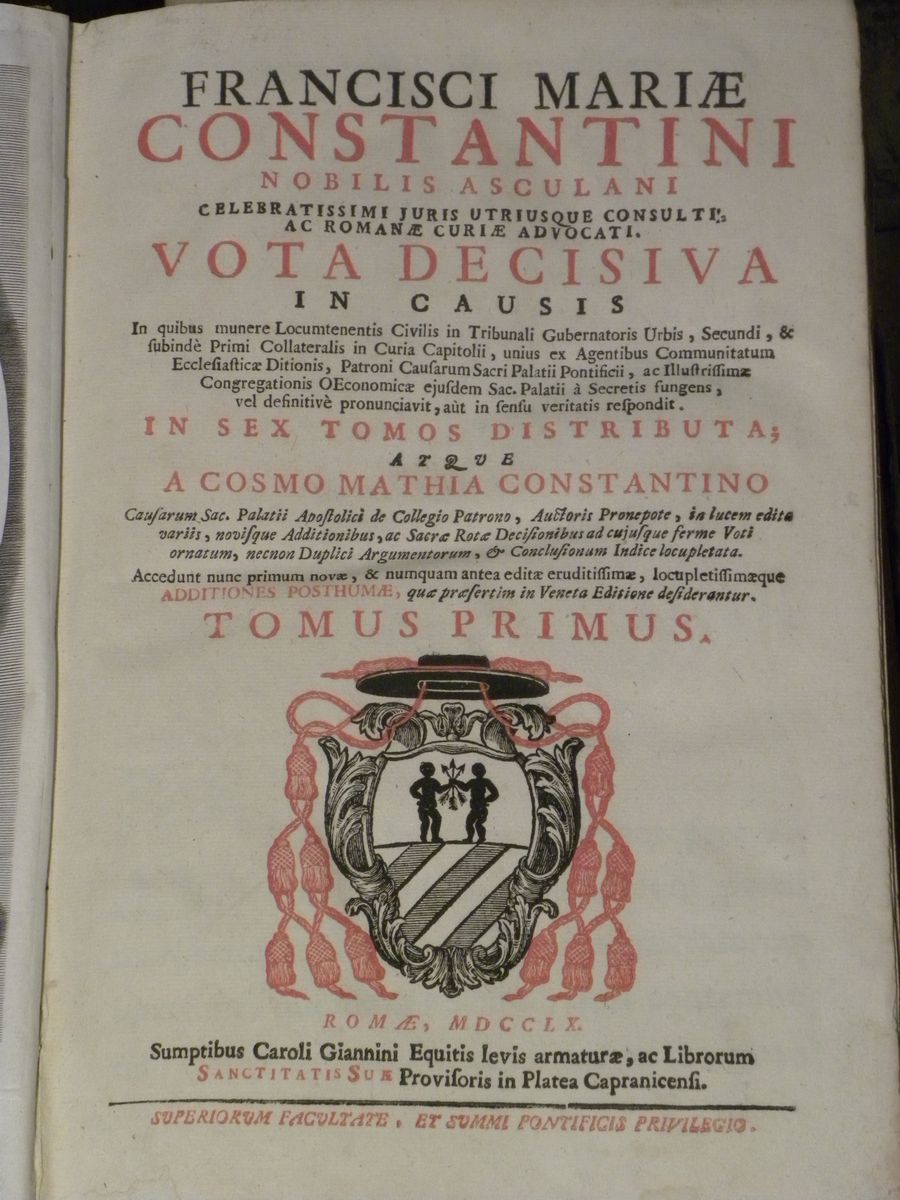 FRANCISCI MARIÆ
CONSTANTINI
NOBILIS ASCULANI
CELEBRATISSIMI JURIS UTRIUSQUE CONSULTI,
AC ROMANÆ CURIÆ ADVOCATI.
VOTA DECISIVA
IN CAUSIS
In quibus munere Locumtenentis Civilis in Tribunali Gubernatoris Urbis, Secundi, &
ſubindè Primi Collateralis in Curia Capitolii, unius ex Agentibus Communitatum
Eccleſiaſticæ Ditionis, Patroni Cauſarum Sacri Palatii Pontificii, ac Illuſtriſſimæ
Congregationis OEconomicæ ejuſdem Sac. Palatii à Secretis fungens,
vel definitivè pronunciavit, aùt in ſenſu veritatis reſpondit.
IN SEX TOMOS DISTRIBUTA;
ATQVE
A COSMO MATHIA CONSTANTINO
Cauſarum Sac. Palatii Apoſtolici de Collegio Patrono, Auctoris Pronepote, in lucem edita
variis, noviſque Additionibus, ac Sacræ Rotæ Deciſionibus ad cujuſque ferme Voti
ornatum, necnon Duplici Argumentorum, & Concluſionum Indice locupletata.
Accedunt nunc primum novæ, & numquam antea editæ eruditiſſimæ, locupletiſſimæque
ADDITIONES POSTHUMÆ, quæ præſertim in Veneta Editione deſiderantur.
TOMUS PRIMUS.
ROMÆ, MDCCLX.
Sumptibus Caroli Giannini Equitis levis armaturæ, ac Librorum
SANCTITATIS SUÆ Proviſoris in Platea Capranicenſi.
SUPERIORUM FACULTATE, ET SUMMI PONTIFICIS PRIVILEGIO.